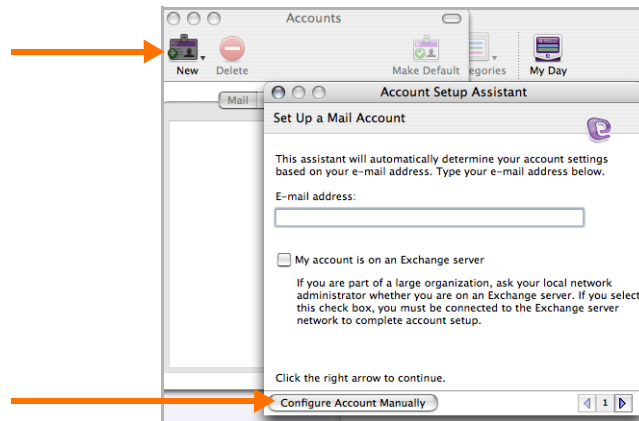 Accounts
New Delete Make Default egories My Day
Mail
Account Setup Assistant
Set Up a Mail Account
This assistant will automatically determine your account settings
based on your e-mail address. Type your e-mail address below.
E-mail address:
My account is on an Exchange server
If you are part of a large organization, ask your local network
administrator whether you are on an Exchange server. If you select
this check box, you must be connected to the Exchange server
network to complete account setup.
Click the right arrow to continue.
Configure Account Manually 1